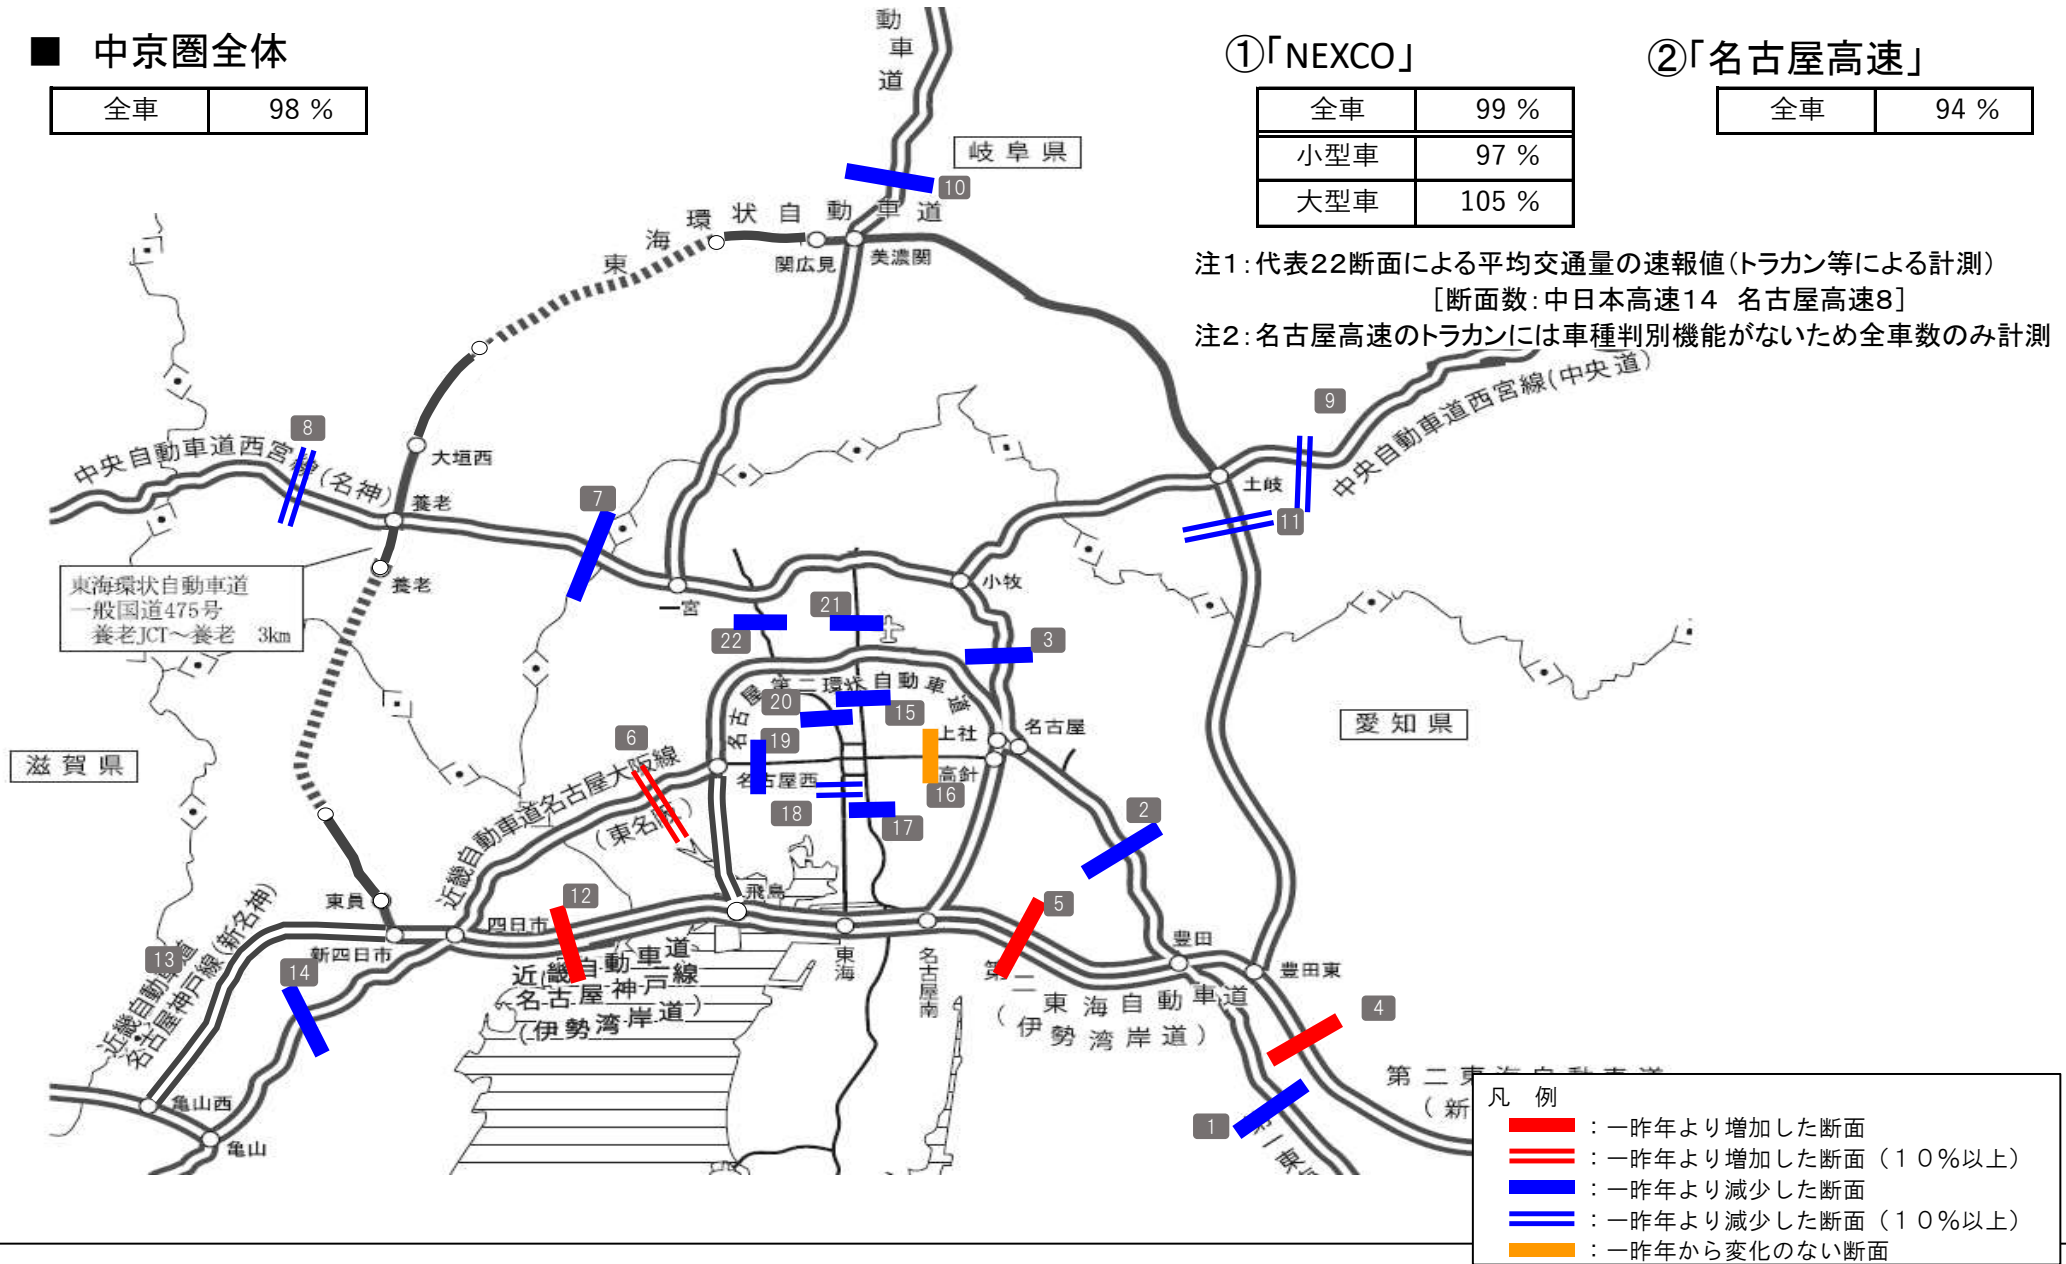 ■ 中京圏全体
全車 98 %
①「NEXCO」
全車 99 %
小型車 97 %
大型車 105 %
②「名古屋高速」
全車 94 %
注1：代表22断面による平均交通量の速報値（トラカン等による計測）
［断面数：中日本高速14 名古屋高速8］
注2：名古屋高速のトラカンには車種判別機能がないため全車数のみ計測
動車道
岐阜県
10
東海環状自動車道
関広見
美濃関
9
中央自動車道西宮線(中央道)
8
中央自動車道西宮線(名神)
大垣西
養老
7
土岐
11
東海環状自動車道
一般国道475号
養老JCT～養老 3km
養老
一宮
小牧
21
22
3
名古屋第二環状自動車道
20
15
19
上社
名古屋
愛知県
滋賀県
6
名古屋西
高針
16
近畿自動車道名古屋大阪線
(東名阪)
18
17
2
東員
12
飛島
5
四日市
新四日市
13
14
近畿自動車道
名古屋神戸線(新名神)
近畿自動車道
名古屋神戸線
(伊勢湾岸道)
東海
名古屋南
豊田
豊田東
第二東海自動車道
(伊勢湾岸道)
4
亀山西
亀山
1
第一東
第二東海自動車道
(新
凡 例
：一昨年より増加した断面
：一昨年より増加した断面（１０％以上）
：一昨年より減少した断面
：一昨年より減少した断面（１０％以上）
：一昨年から変化のない断面